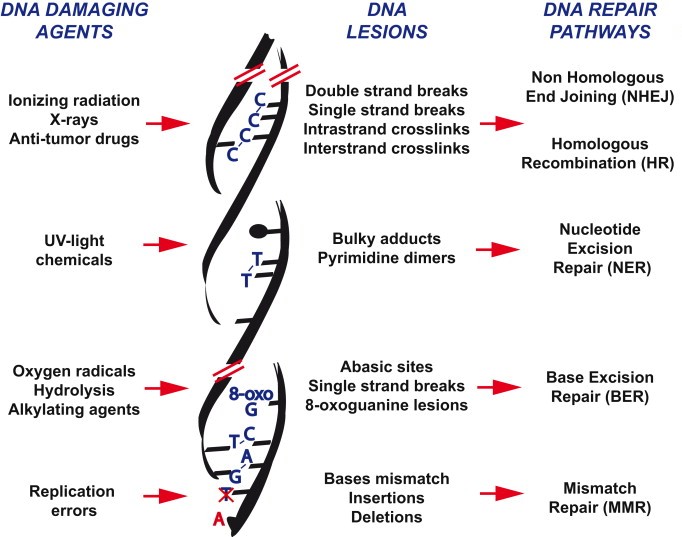 DNA DAMAGING
AGENTS
DNA
LESIONS
DNA REPAIR
PATHWAYS
Ionizing radiation
X-rays
Anti-tumor drugs
C
C
C
C
Double strand breaks
Single strand breaks
Intrastrand crosslinks
Interstrand crosslinks
Non Homologous
End Joining (NHEJ)
Homologous
Recombination (HR)
UV-light
chemicals
T
T
Bulky adducts
Pyrimidine dimers
Nucleotide
Excision
Repair (NER)
Oxygen radicals
Hydrolysis
Alkylating agents
8-oxo
G
T C
A
G
Abasic sites
Single strand breaks
8-oxoguanine lesions
Base Excision
Repair (BER)
Replication
errors
T
A
Bases mismatch
Insertions
Deletions
Mismatch
Repair (MMR)